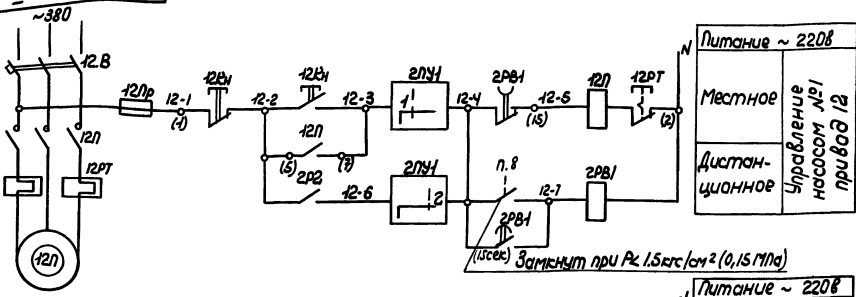 ~380
12.В
12Пр
12-1
(1)
12Кн
12-2
12Кн
12-3
2ПУ1
1
12-4
2РВ1
12-5
(15)
12П
12РТ
(2)
N
Питание ~ 220в
Местное
Дистан-
ционное
Управление
насосом №1
привод 12
12П
12РТ
12П
(5)
(7)
2Р2
12-6
2ПУ1
2
п. 8
12-7
2РВ1
2РВ1
(15сек)
Замкнут при Р< 1.5кгс/см² (0,15 МПа)
12П
N
Питание ~ 220в